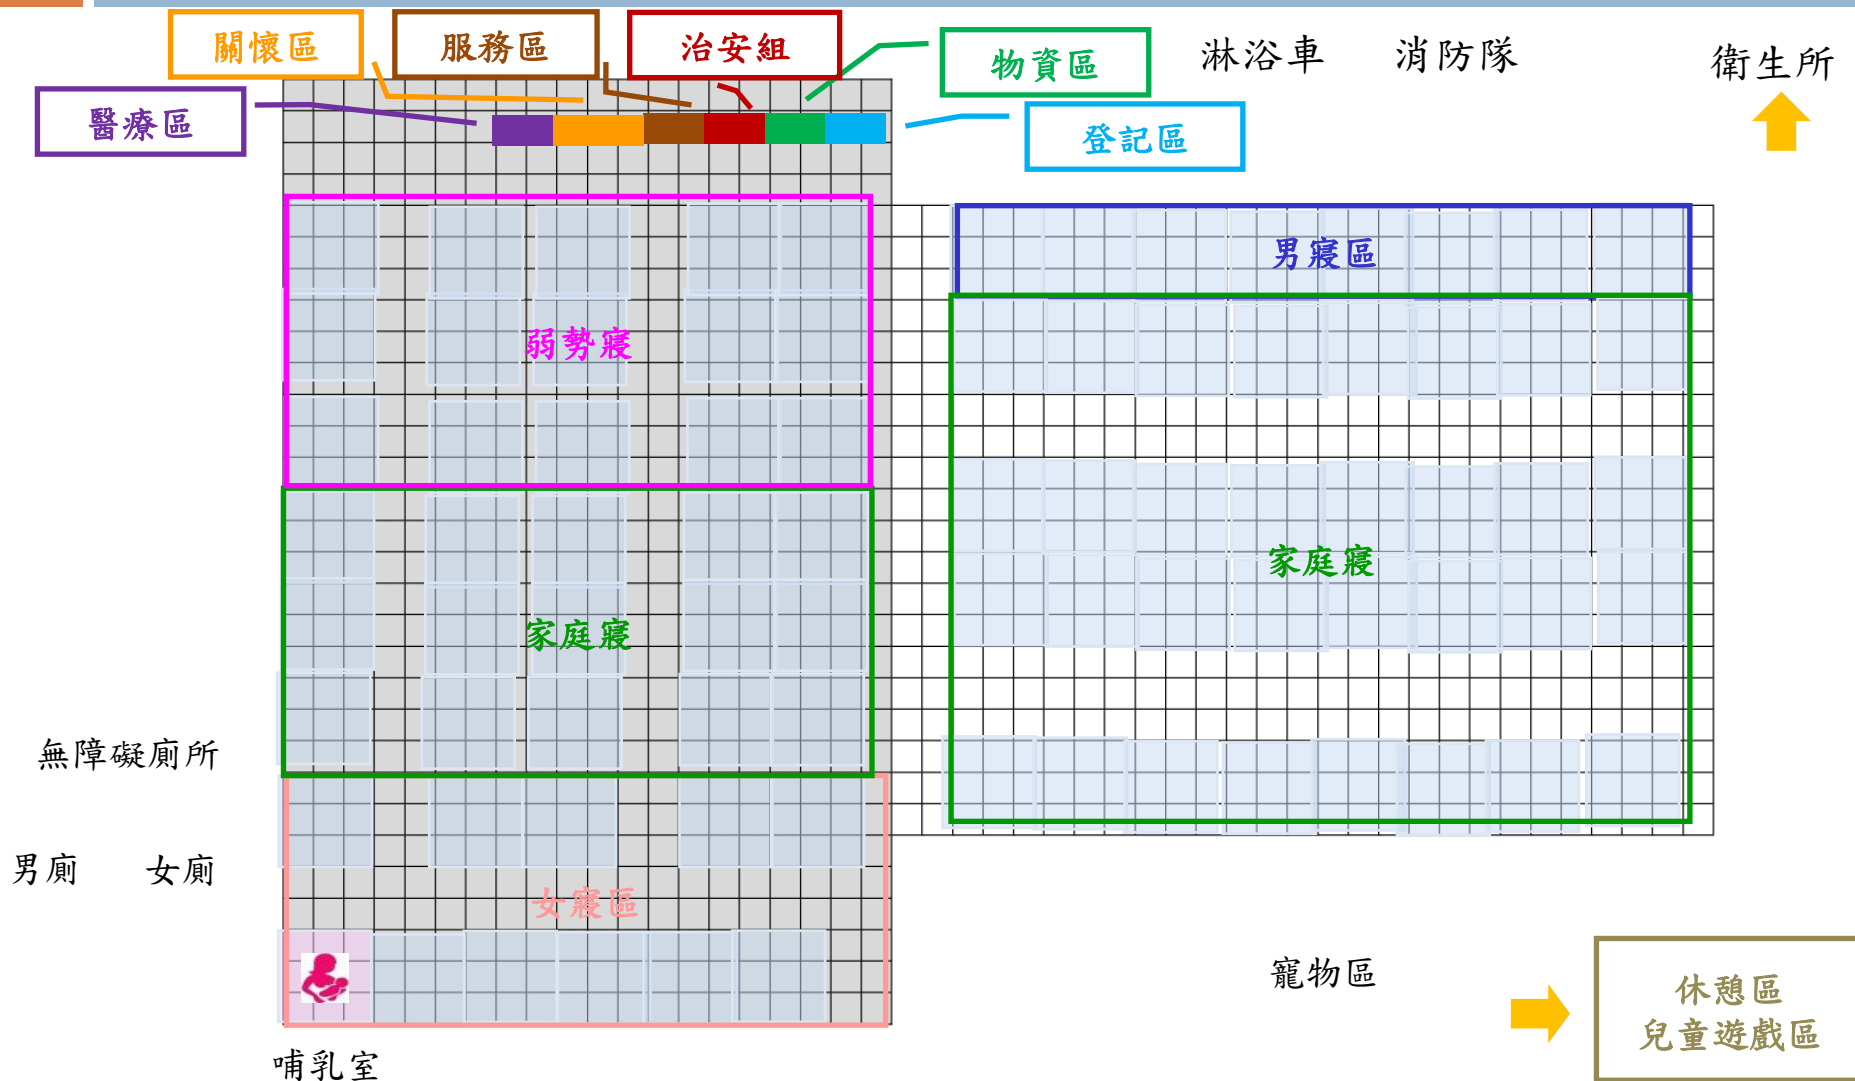 關懷區
服務區
治安組
物資區
淋浴車
消防隊
衛生所
醫療區
登記區
男寢區
弱勢寢
家庭寢
家庭寢
無障礙廁所
男廁
女廁
女寢區
寵物區
休憩區
兒童遊戲區
哺乳室